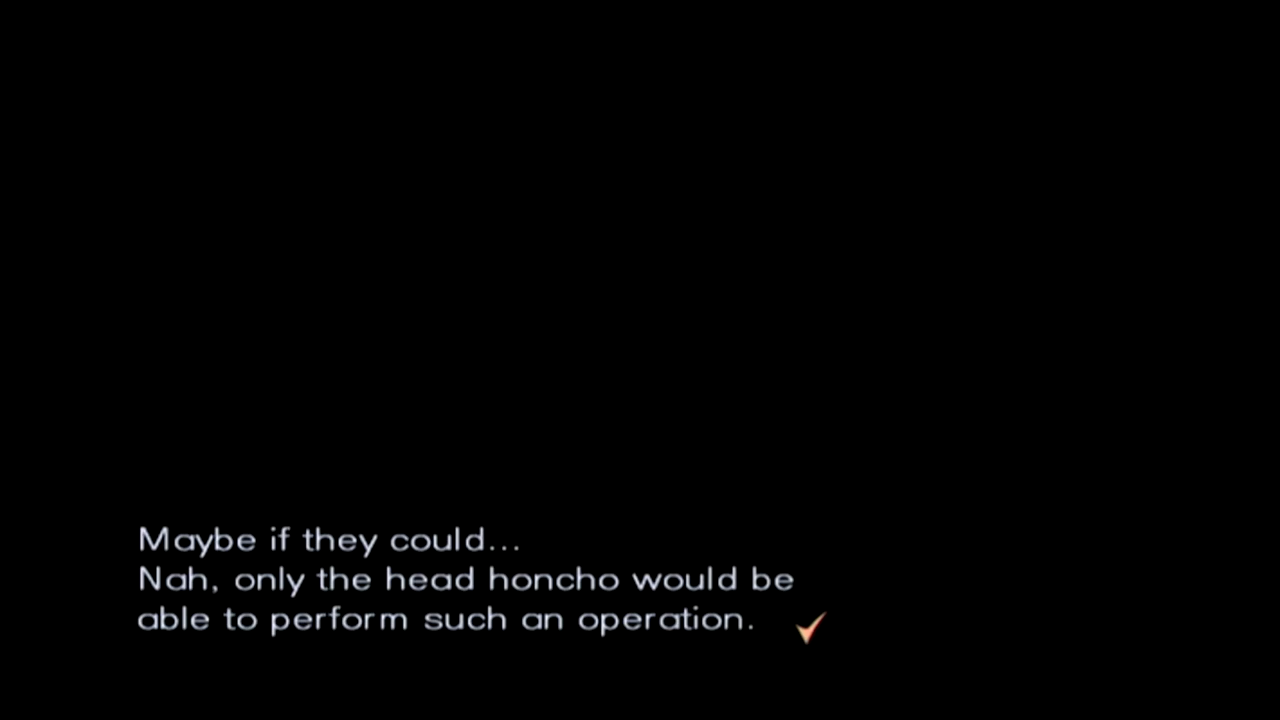 Maybe if they could...
Nah, only the head honcho would be
able to perform such an operation.